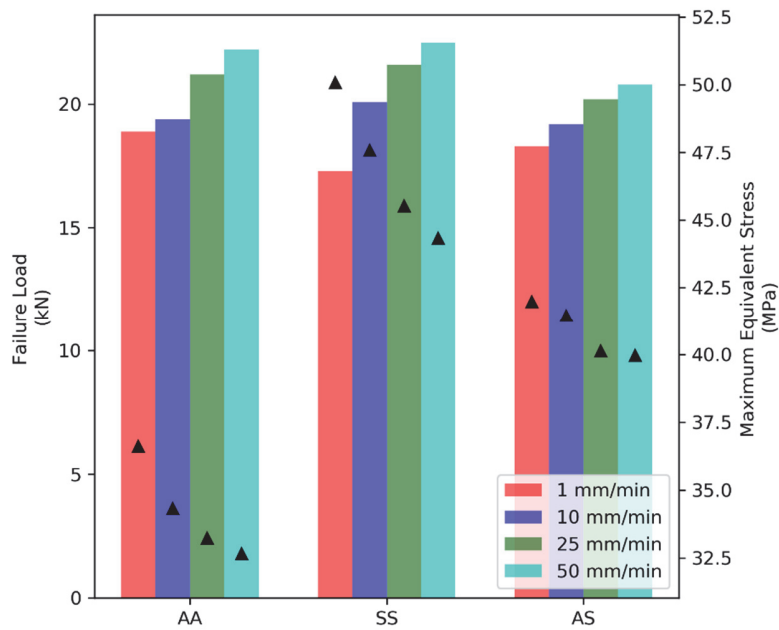 Failure Load
(kN)
20
15
10
5
0
AA
SS
AS
52.5
50.0
47.5
45.0
42.5
40.0
37.5
35.0
32.5
Maximum Equivalent Stress
(MPa)
1 mm/min
10 mm/min
25 mm/min
50 mm/min